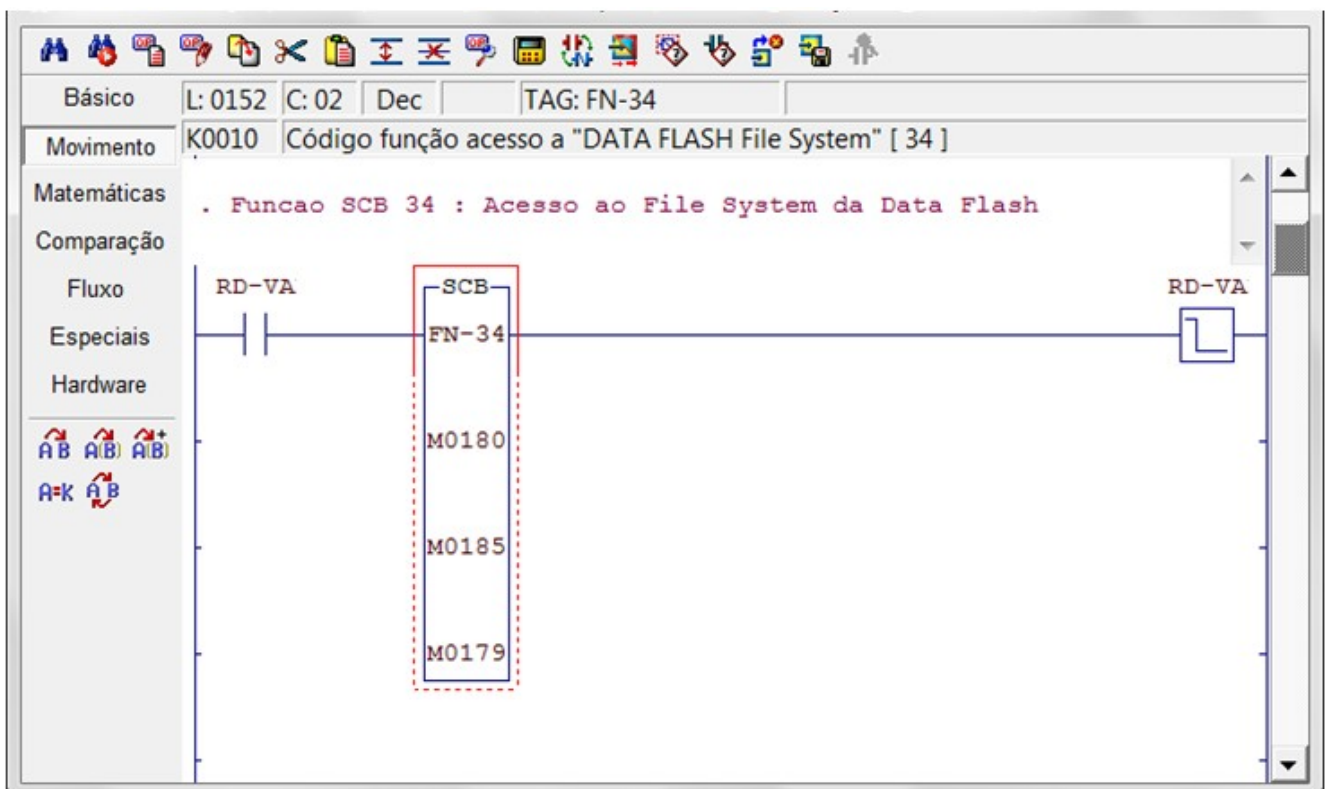 Básico L: 0152 C: 02 Dec TAG: FN-34
Movimento K0010 Código função acesso a "DATA FLASH File System" [ 34 ]
Matemáticas
. Funcao SCB 34 : Acesso ao File System da Data Flash
Comparação
Fluxo
Especiais
Hardware
RD-VA SCB RD-VA
FN-34
M0180
M0185
M0179
A B A(B) A(B)
A=K A B